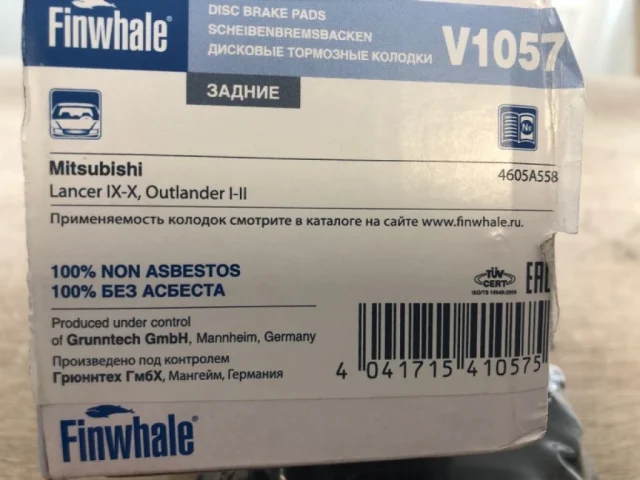 Finwhale®
DISC BRAKE PADS
SCHEIBENBREMSBACKEN
ДИСКОВЫЕ ТОРМОЗНЫЕ КОЛОДКИ
V1057
ЗАДНИЕ
№
Mitsubishi
4605A558
Lancer IX-X, Outlander I-II
Применяемость колодок смотрите в каталоге на сайте www.finwhale.ru.
100% NON ASBESTOS
100% БЕЗ АСБЕСТА
TÜV
CERT
EAC
Produced under control
of Grunntech GmbH, Mannheim, Germany
Произведено под контролем
Грюннтех ГмбХ, Мангейм, Германия
4 041715 410575
Finwhale®